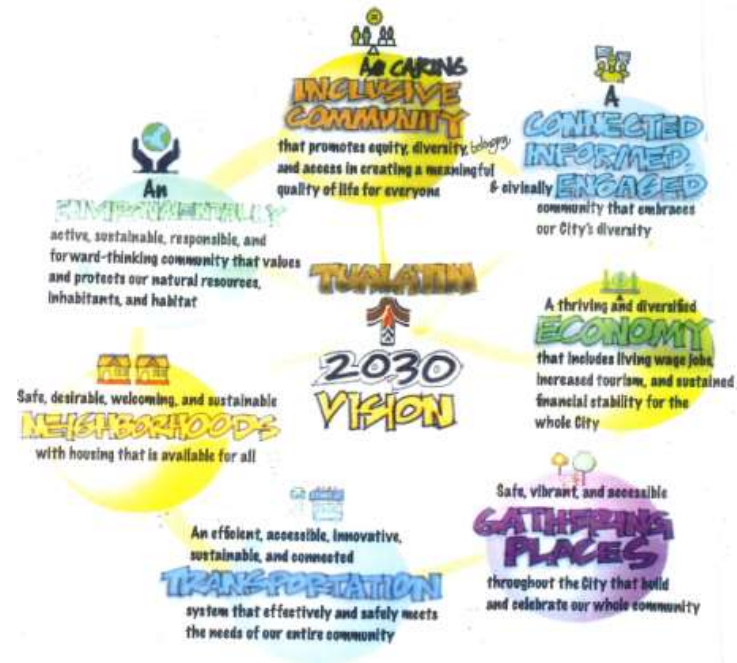 An CARING
INCLUSIVE
COMMUNITY
that promotes equity, diversity, belonging,
and access in creating a meaningful
quality of life for everyone
A
CONNECTED
INFORMED,
& civically ENGAGED
community that embraces
our City's diversity
An
ENVIRONMENTALLY
active, sustainable, responsible, and
forward-thinking community that values
and protects our natural resources,
inhabitants, and habitat
TUALATIN
2030
VISION
A thriving and diversified
ECONOMY
that includes living wage jobs,
increased tourism, and sustained
financial stability for the
whole City
Safe, desirable, welcoming, and sustainable
NEIGHBORHOODS
with housing that is available for all
Safe, vibrant, and accessible
GATHERING
PLACES
throughout the City that build
and celebrate our whole community
An efficient, accessible, innovative,
sustainable, and connected
TRANSPORTATION
system that effectively and safely meets
the needs of our entire community